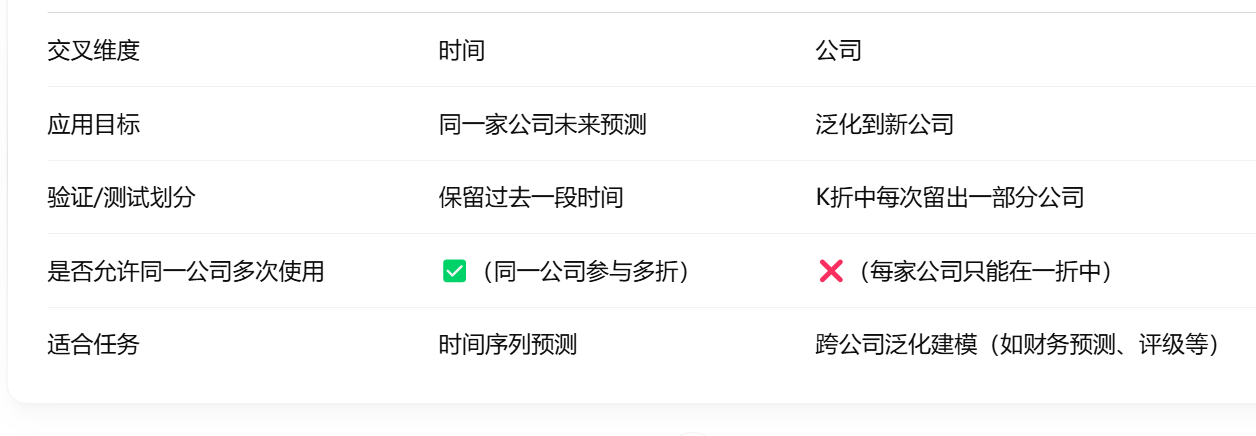 交叉维度 时间 公司
应用目标 同一家公司未来预测 泛化到新公司
验证/测试划分 保留过去一段时间 K折中每次留出一部分公司
是否允许同一公司多次使用 ✅（同一公司参与多折） ❌（每家公司只能在一折中）
适合任务 时间序列预测 跨公司泛化建模（如财务预测、评级等）